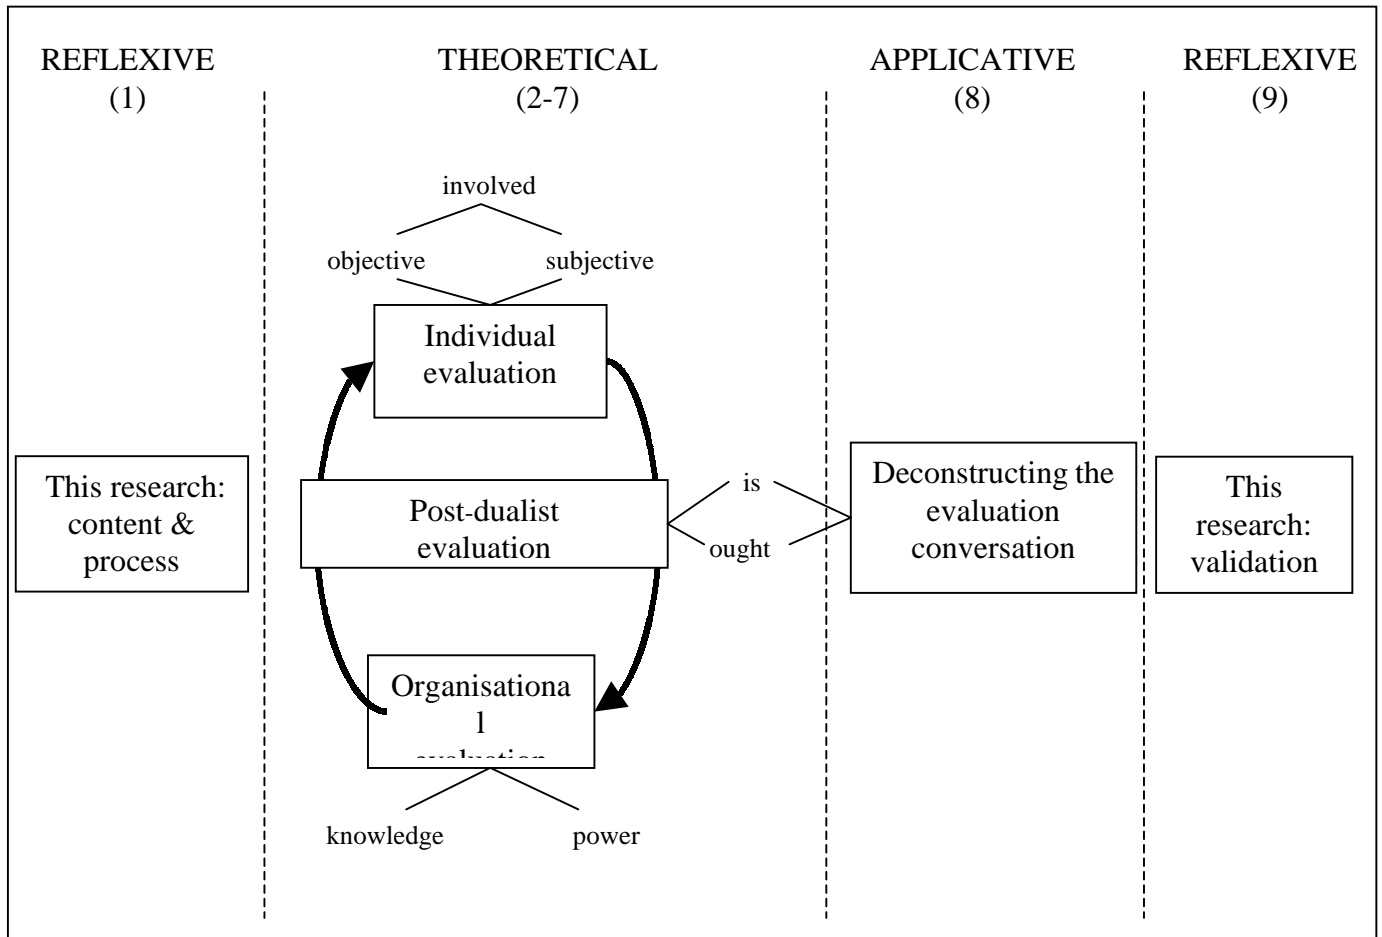 REFLEXIVE
(1)
THEORETICAL
(2-7)
APPLICATIVE
(8)
REFLEXIVE
(9)
involved
objective
subjective
Individual
evaluation
This research:
content &
process
Post-dualist
evaluation
is
ought
Deconstructing the
evaluation
conversation
This
research:
validation
Organisationa
l
evaluation
knowledge
power